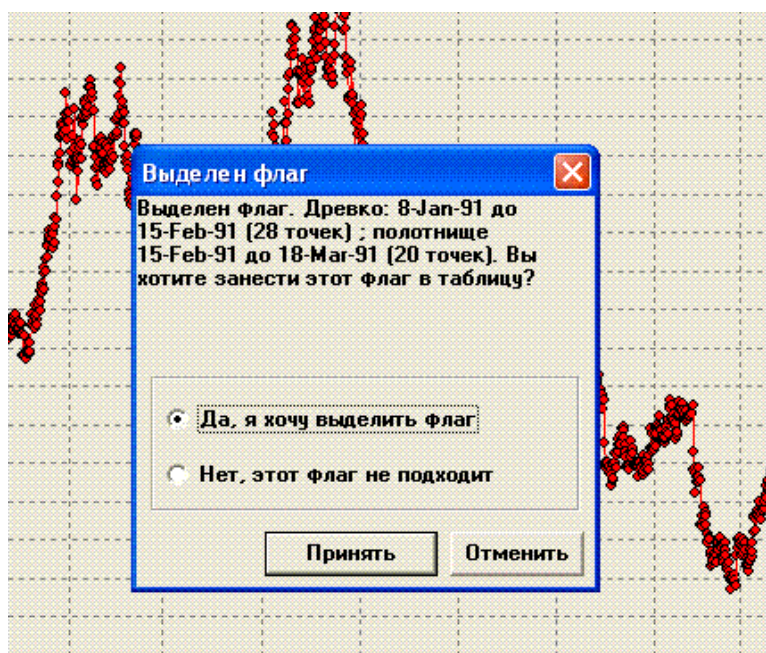 Выделен флаг
Выделен Флаг. Древко: 8-Jan-91 до
15-Feb-91 (28 точек) ; полотнище
15-Feb-91 до 18-Mar-91 (20 точек). Вы
хотите занести этот Флаг в таблицу?
Да, я хочу выделить Флаг
Нет, этот Флаг не подходит
Принять Отменить